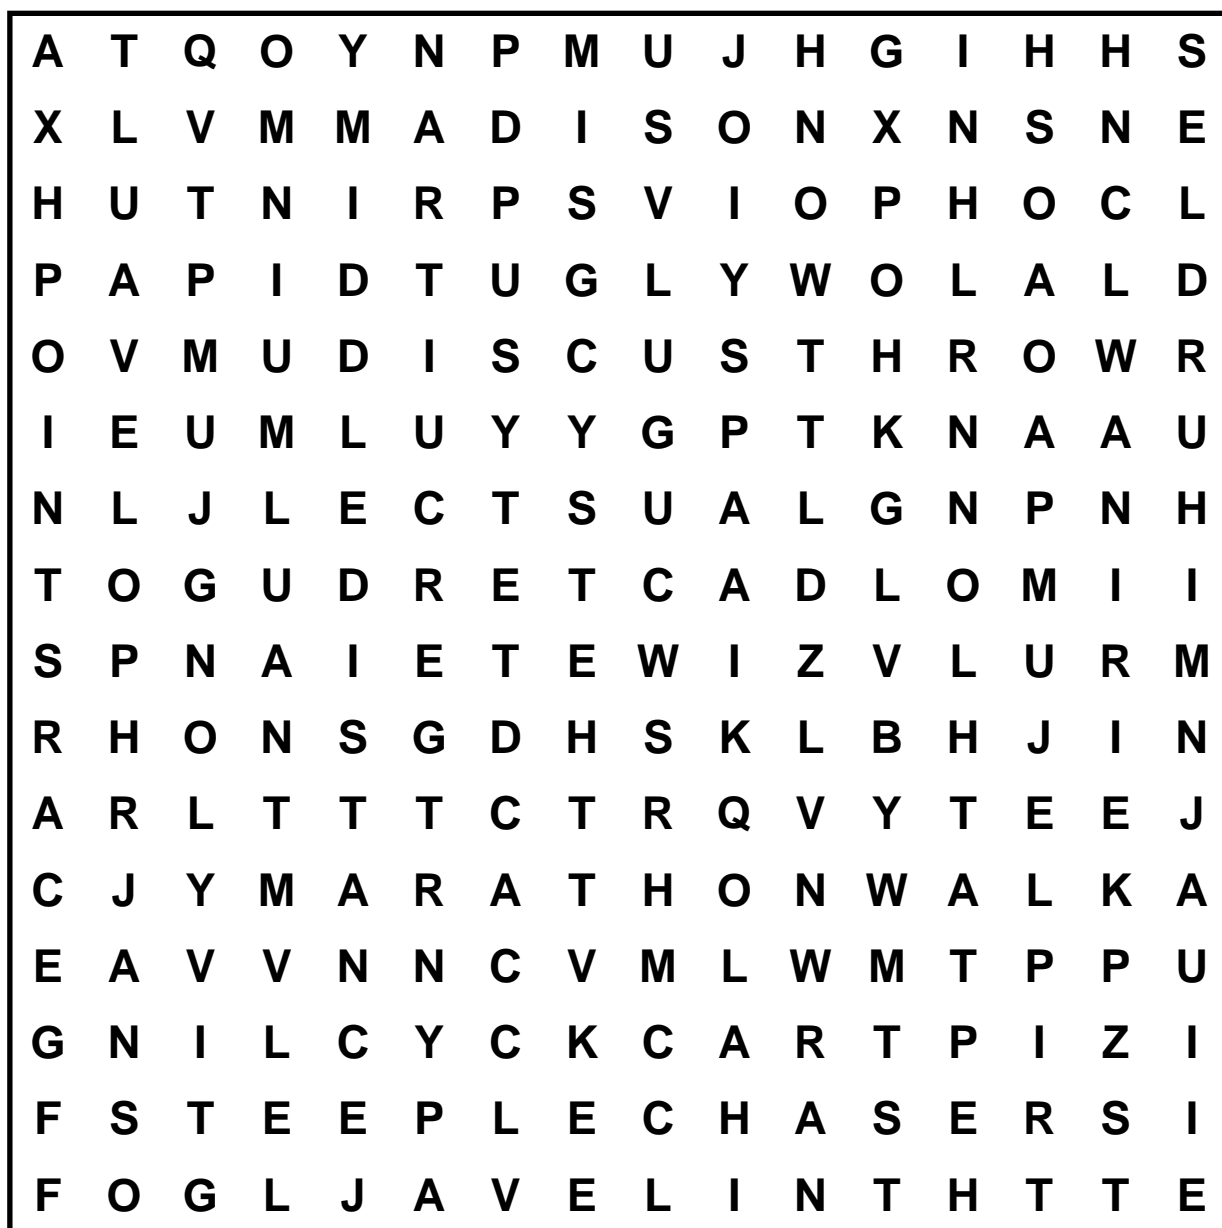 A T Q O Y N P M U J H G I H H S
X L V M M A D I S O N X N S N E
H U T N I R P S V I O P H O C L
P A P I D T U G L Y W O L A L D
O V M U D I S C U S T H R O W R
I E U M L U Y Y G P T K N A A U
N L J L E C T S U A L G N P N H
T O G U D R E T C A D L O M I I
S P N A I E T E W I Z V L U R M
R H O N S G D H S K L B H J I N
A R L T T T C T R Q V Y T E E J
C J Y M A R A T H O N W A L K A
E A V V N N C V M L W M T P P U
G N I L C Y C K C A R T P I Z I
F S T E E P L E C H A S E R S I
F O G L J A V E L I N T H T T E